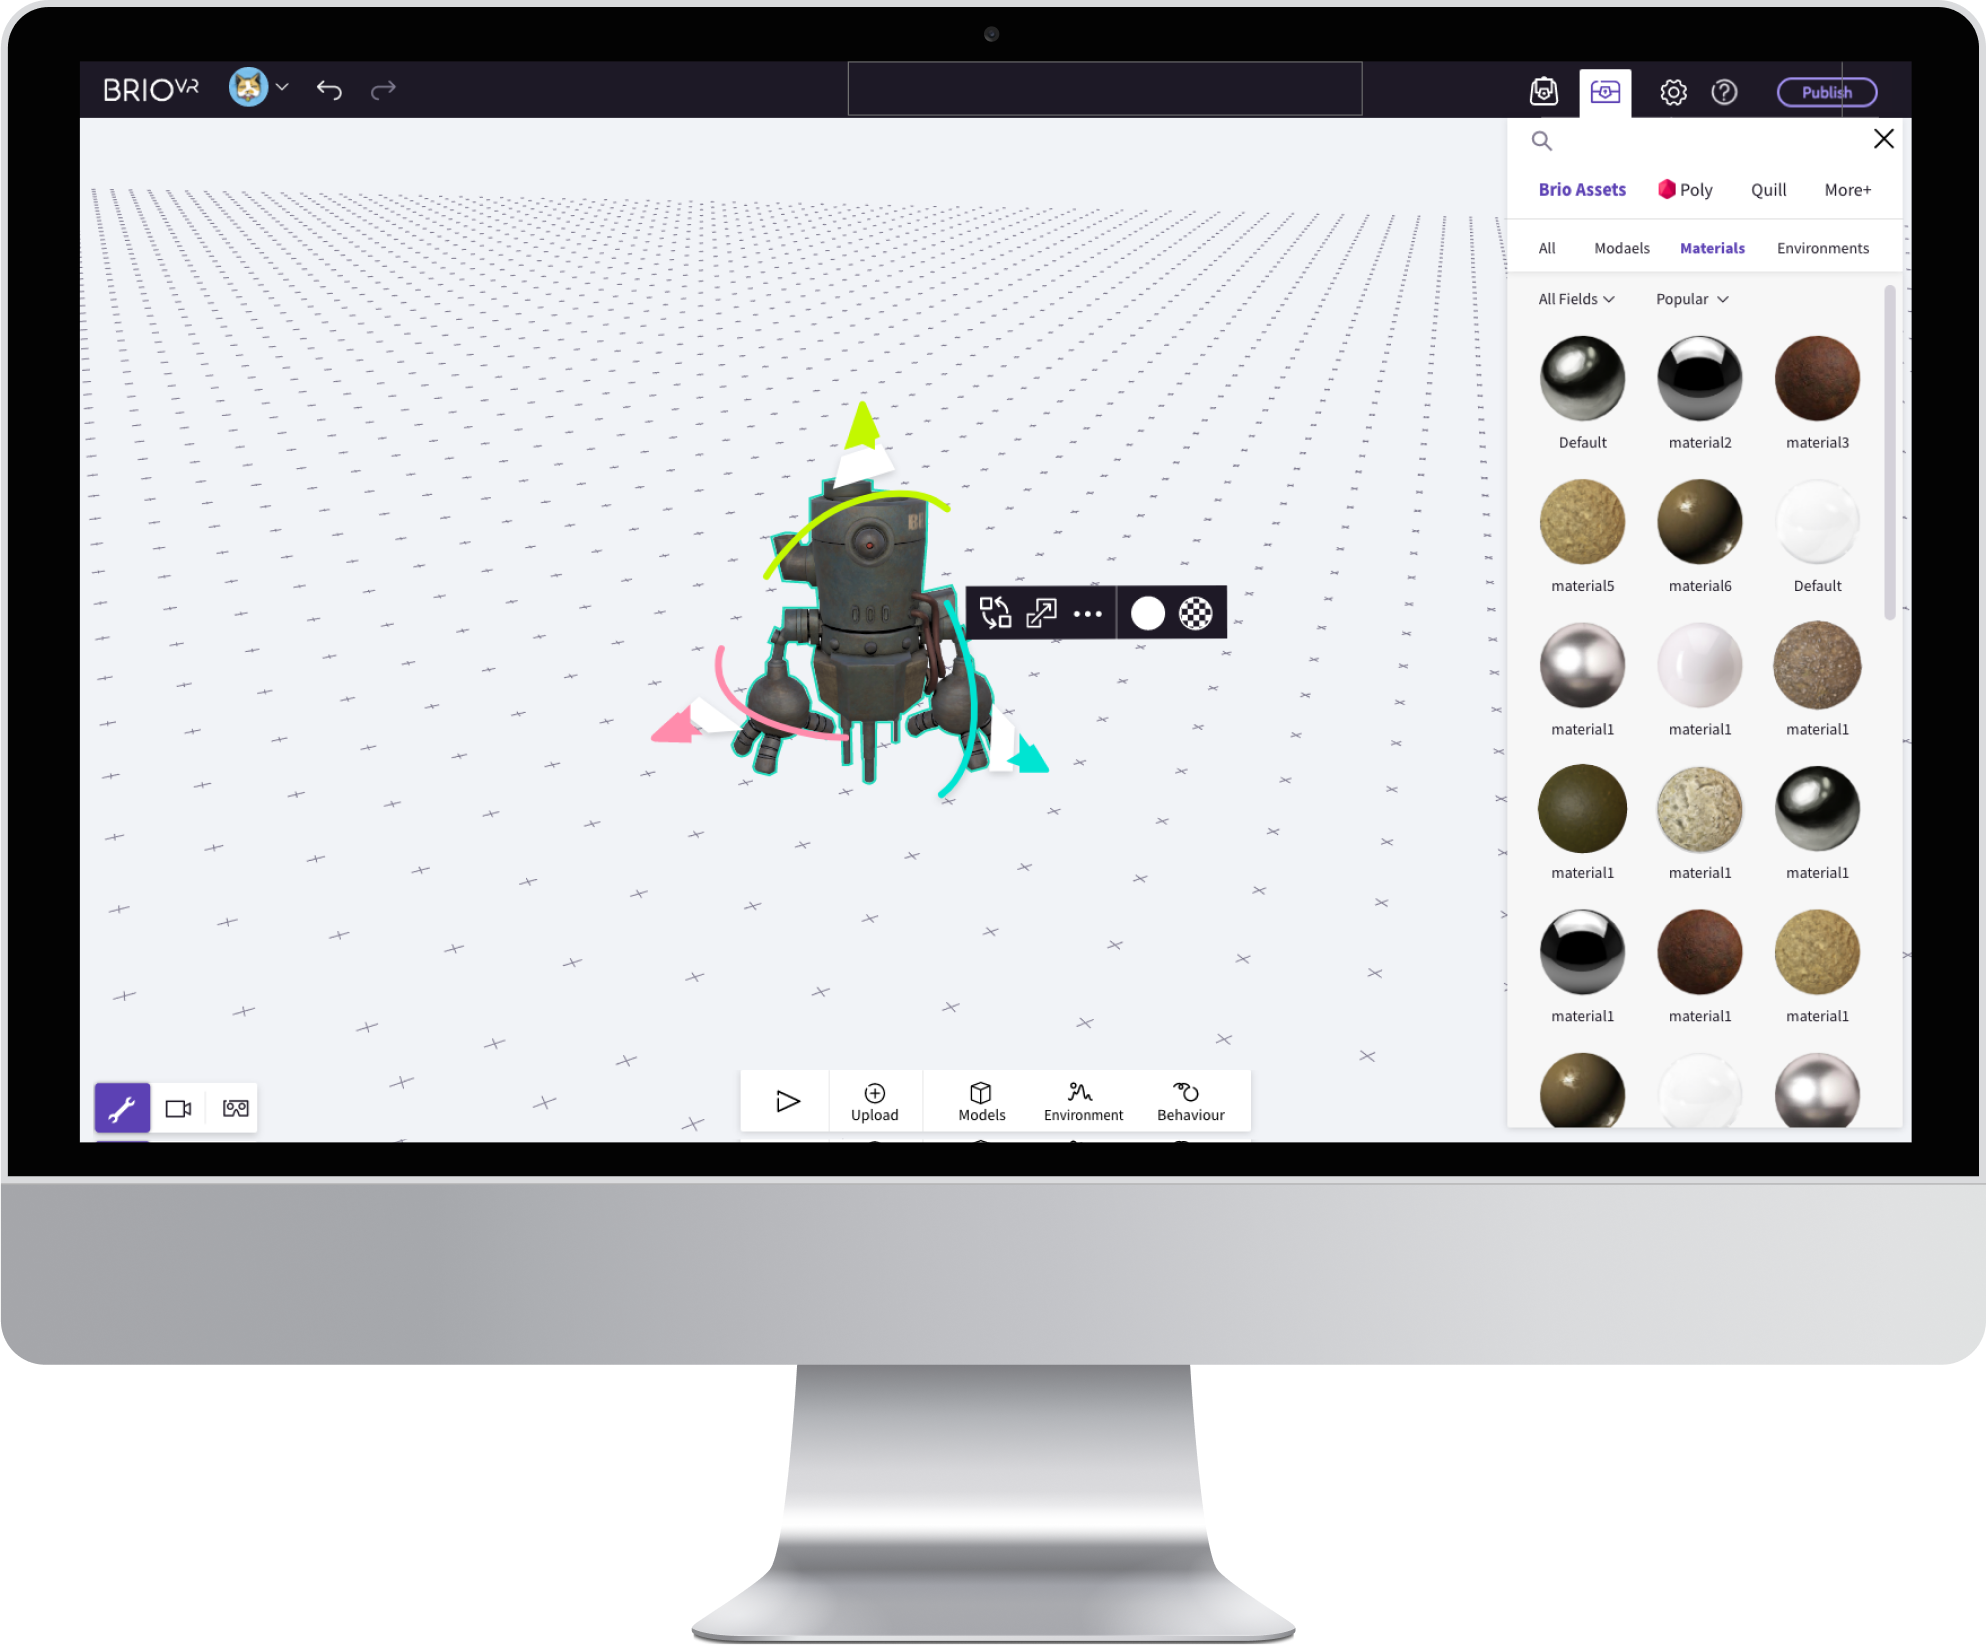 BRIOVR
Publish
Brio Assets Poly Quill More+
All Modaels Materials Environments
All Fields Popular
Default material2 material3
material5 material6 Default
material1 material1 material1
material1 material1 material1
material1 material1 material1
Upload Models Environment Behaviour